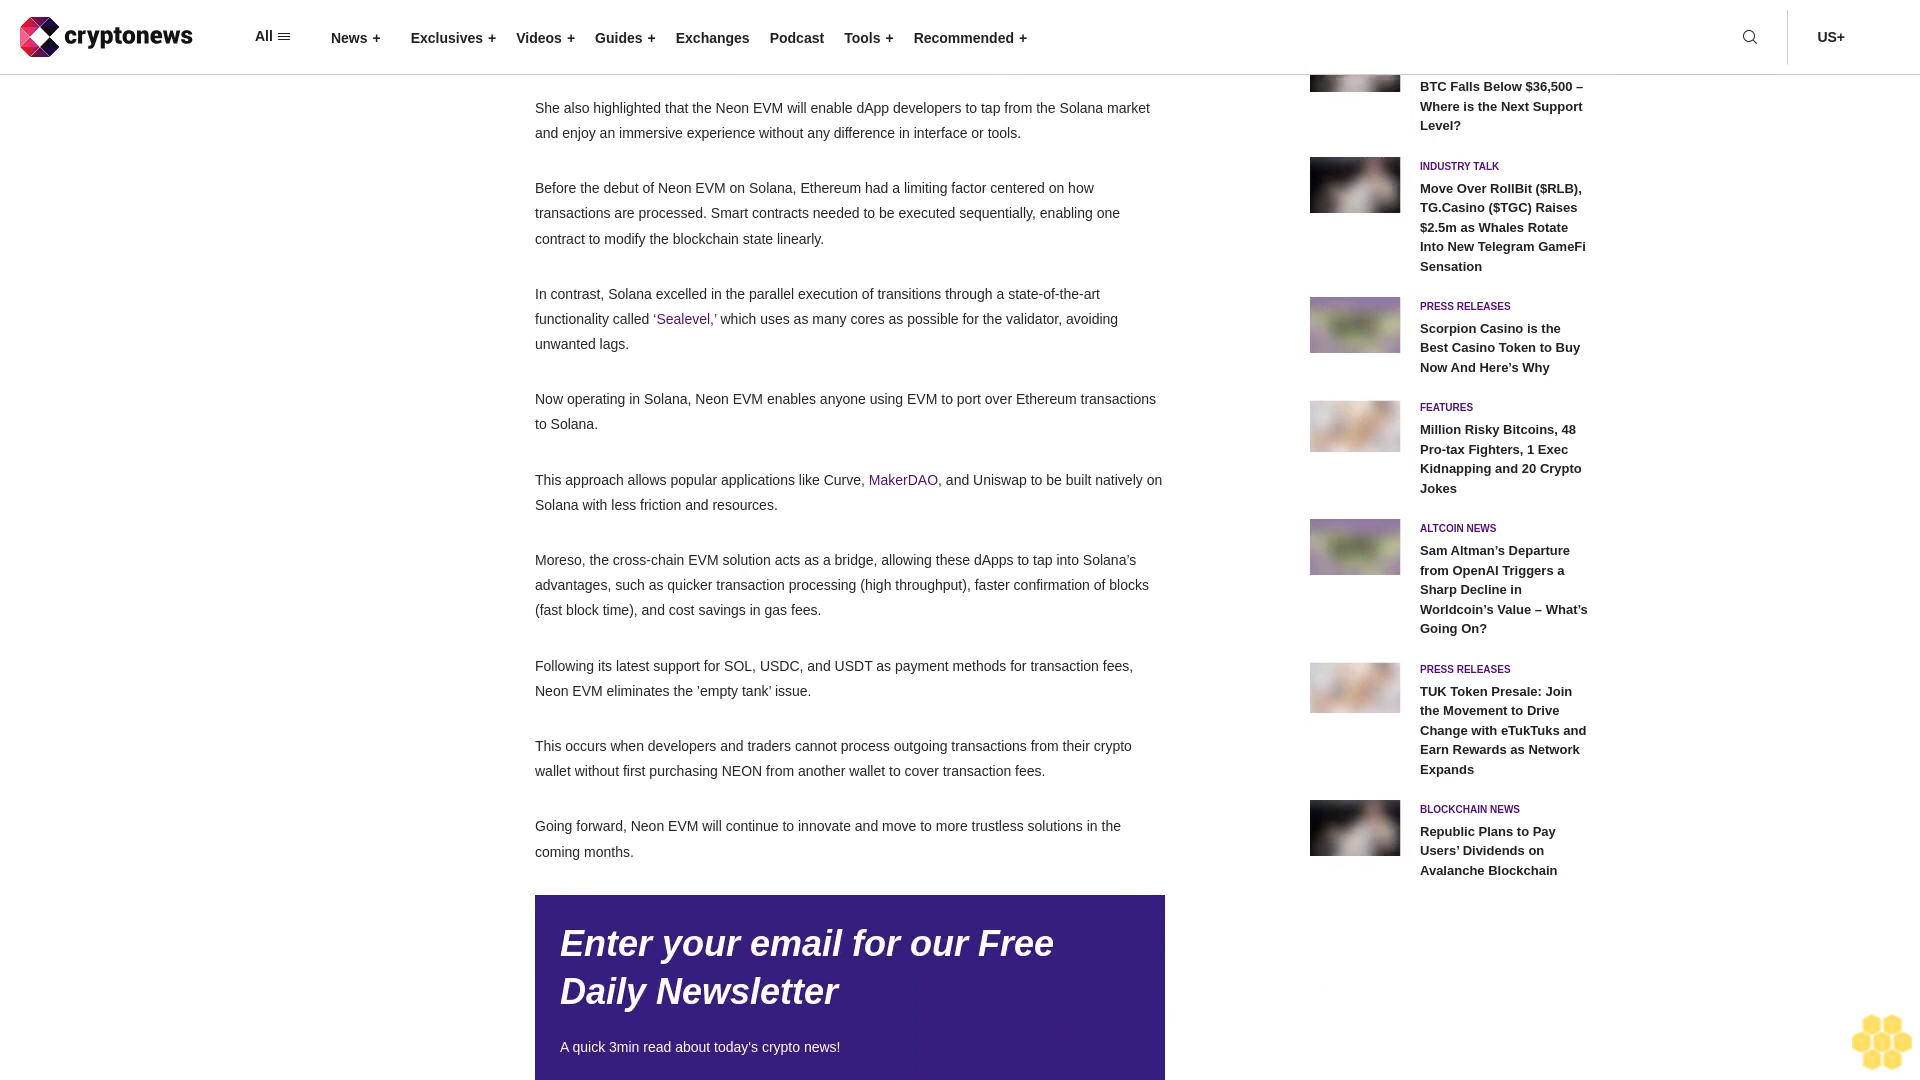 cryptonews
All
News +
Exclusives +
Videos +
Guides +
Exchanges
Podcast
Tools +
Recommended +
US+
She also highlighted that the Neon EVM will enable dApp developers to tap from the Solana market
and enjoy an immersive experience without any difference in interface or tools.
Before the debut of Neon EVM on Solana, Ethereum had a limiting factor centered on how
transactions are processed. Smart contracts needed to be executed sequentially, enabling one
contract to modify the blockchain state linearly.
In contrast, Solana excelled in the parallel execution of transitions through a state-of-the-art
functionality called ‘Sealevel,’ which uses as many cores as possible for the validator, avoiding
unwanted lags.
Now operating in Solana, Neon EVM enables anyone using EVM to port over Ethereum transactions
to Solana.
This approach allows popular applications like Curve, MakerDAO, and Uniswap to be built natively on
Solana with less friction and resources.
Moreso, the cross-chain EVM solution acts as a bridge, allowing these dApps to tap into Solana’s
advantages, such as quicker transaction processing (high throughput), faster confirmation of blocks
(fast block time), and cost savings in gas fees.
Following its latest support for SOL, USDC, and USDT as payment methods for transaction fees,
Neon EVM eliminates the ’empty tank’ issue.
This occurs when developers and traders cannot process outgoing transactions from their crypto
wallet without first purchasing NEON from another wallet to cover transaction fees.
Going forward, Neon EVM will continue to innovate and move to more trustless solutions in the
coming months.
Enter your email for our Free
Daily Newsletter
A quick 3min read about today's crypto news!
BTC Falls Below $36,500 –
Where is the Next Support
Level?
INDUSTRY TALK
Move Over RollBit ($RLB),
TG.Casino ($TGC) Raises
$2.5m as Whales Rotate
Into New Telegram GameFi
Sensation
PRESS RELEASES
Scorpion Casino is the
Best Casino Token to Buy
Now And Here’s Why
FEATURES
Million Risky Bitcoins, 48
Pro-tax Fighters, 1 Exec
Kidnapping and 20 Crypto
Jokes
ALTCOIN NEWS
Sam Altman’s Departure
from OpenAI Triggers a
Sharp Decline in
Worldcoin’s Value – What’s
Going On?
PRESS RELEASES
TUK Token Presale: Join
the Movement to Drive
Change with eTukTuks and
Earn Rewards as Network
Expands
BLOCKCHAIN NEWS
Republic Plans to Pay
Users’ Dividends on
Avalanche Blockchain